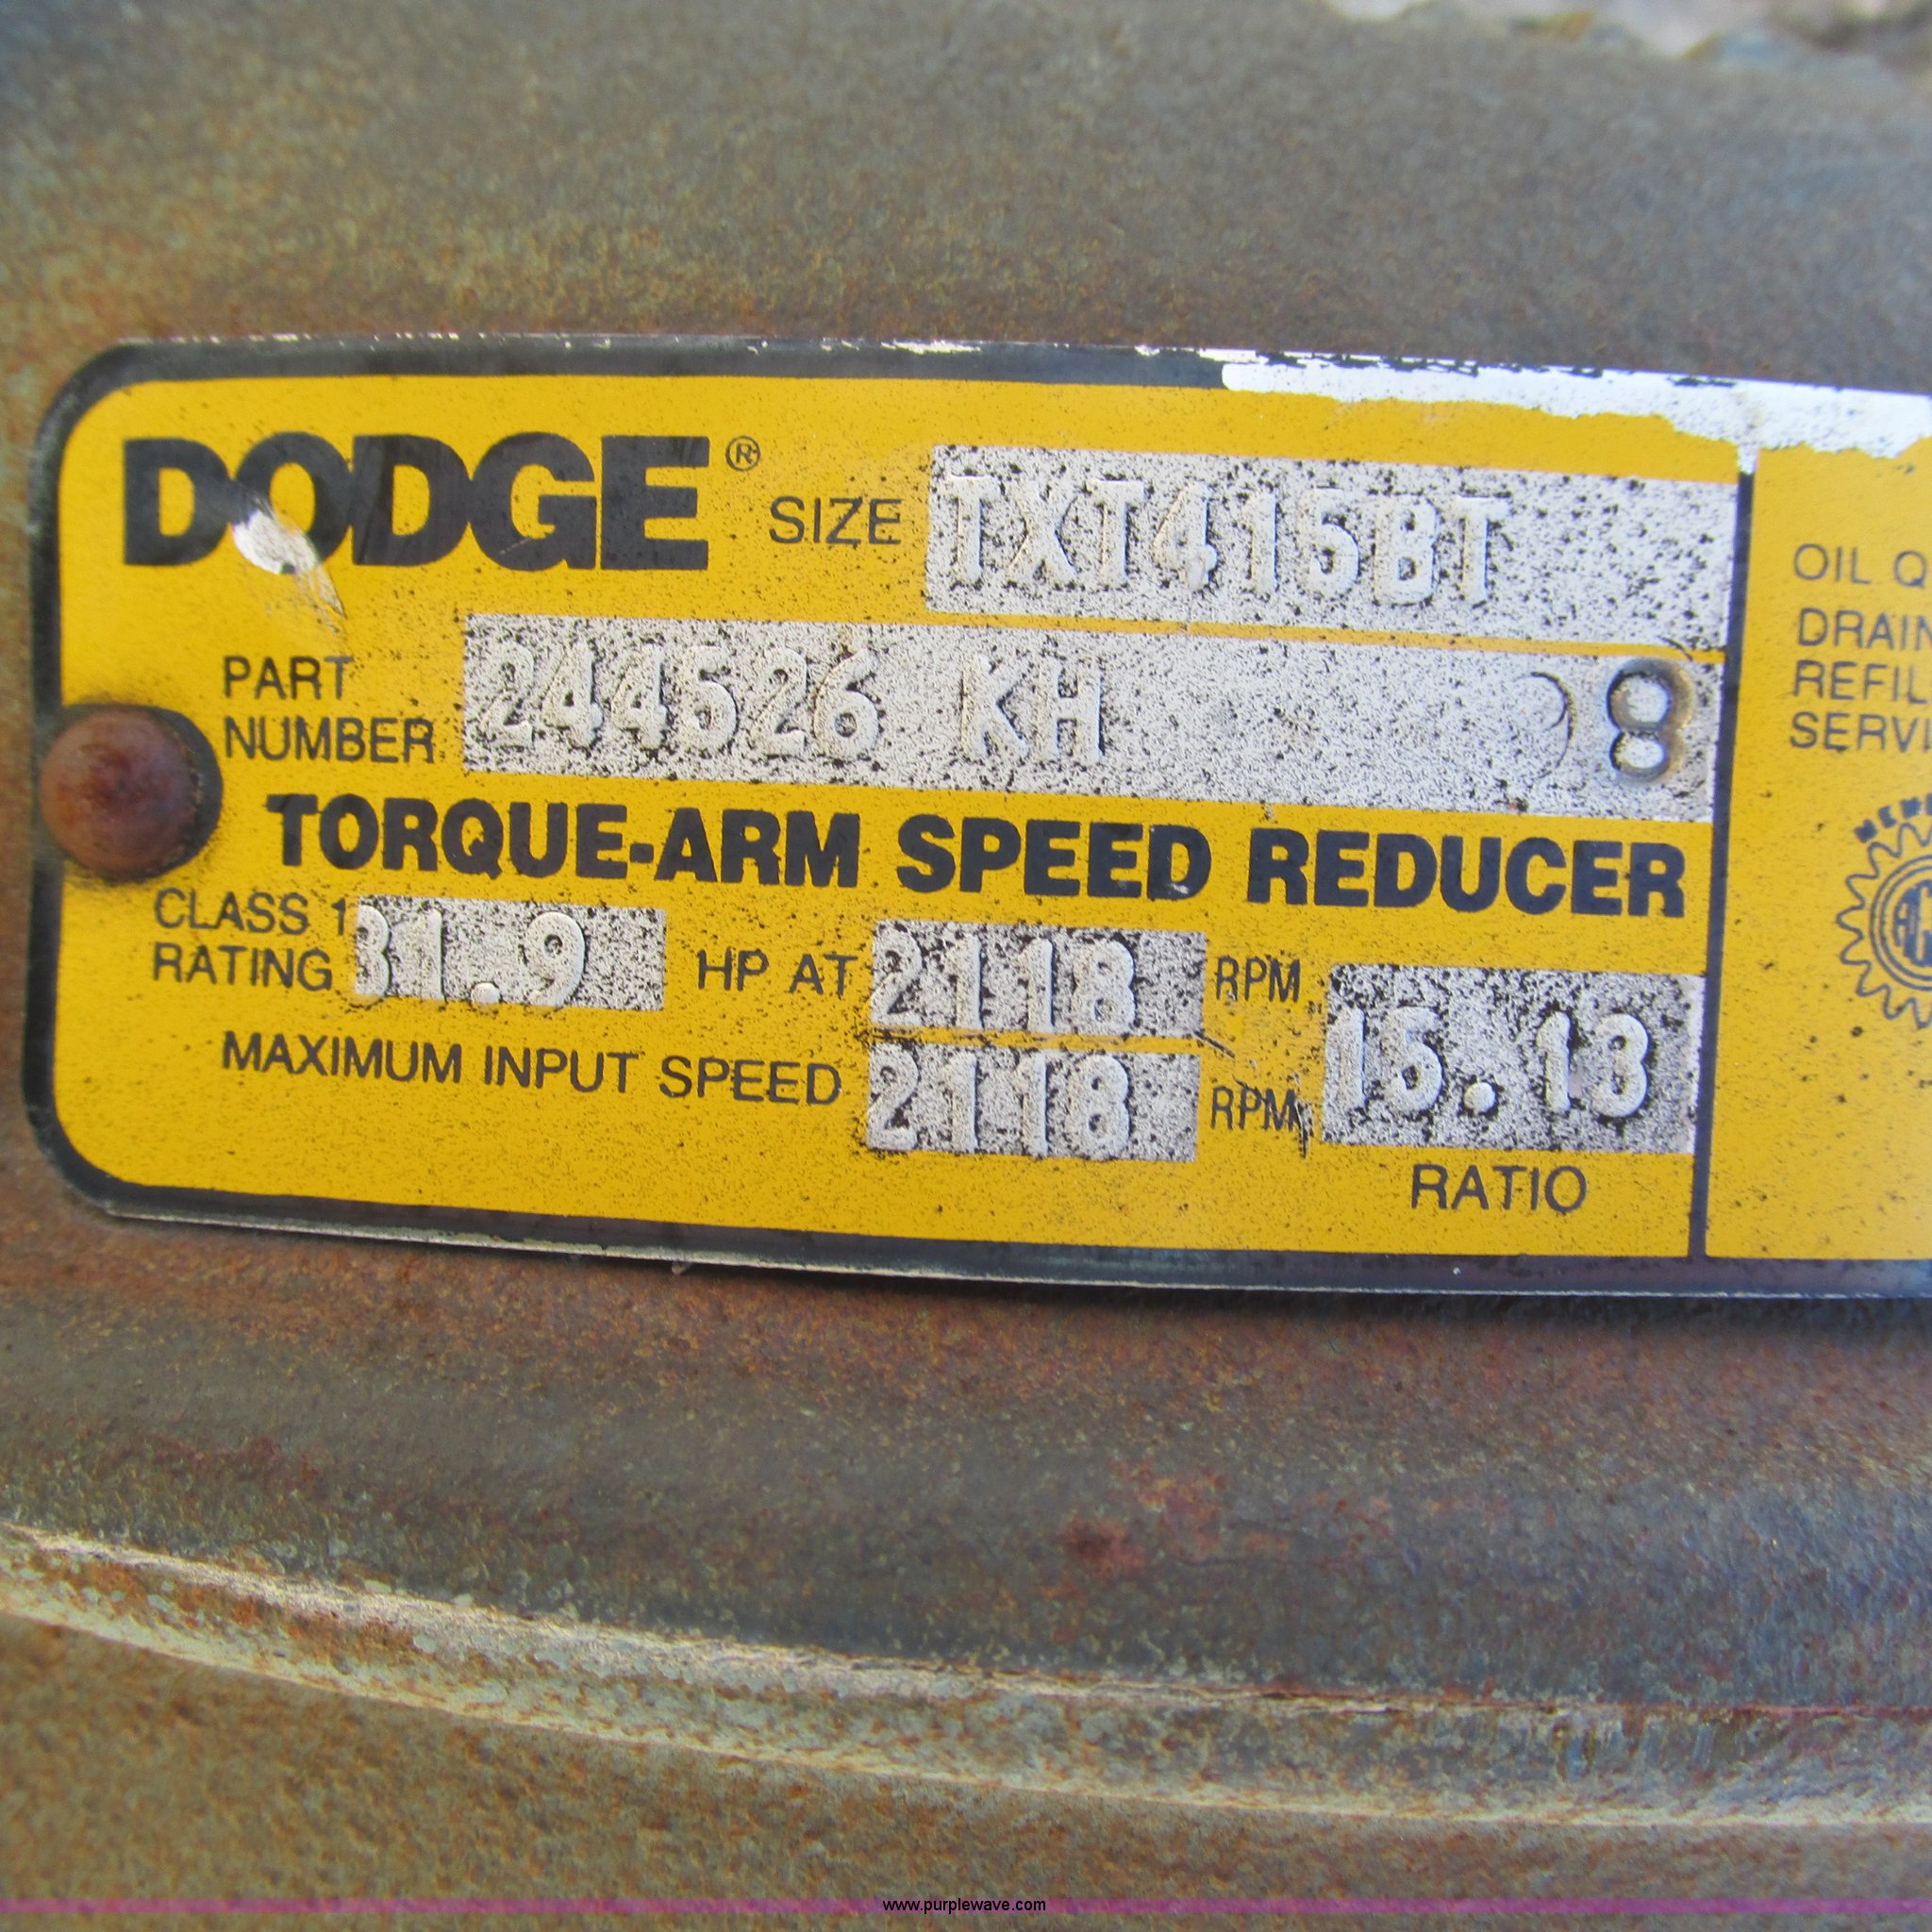 DODGE® SIZE TXT415BT
PART NUMBER 244526 KH 8
TORQUE-ARM SPEED REDUCER
CLASS 1 RATING 31.9 HP AT 2118 RPM
MAXIMUM INPUT SPEED 2118 RPM
15.13
RATIO
OIL Q
DRAIN
REFIL
SERVI
MEM
www.purplewave.com